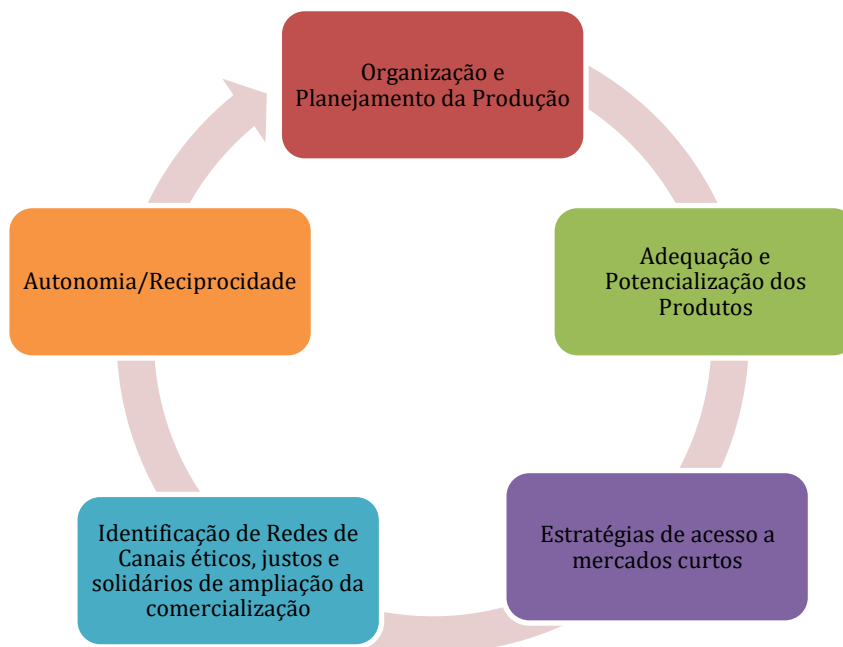 Organização e
Planejamento da Produção
Adequação e
Potencialização dos
Produtos
Estratégias de acesso a
mercados curtos
Identificação de Redes de
Canais éticos, justos e
solidários de ampliação da
comercialização
Autonomia/Reciprocidade